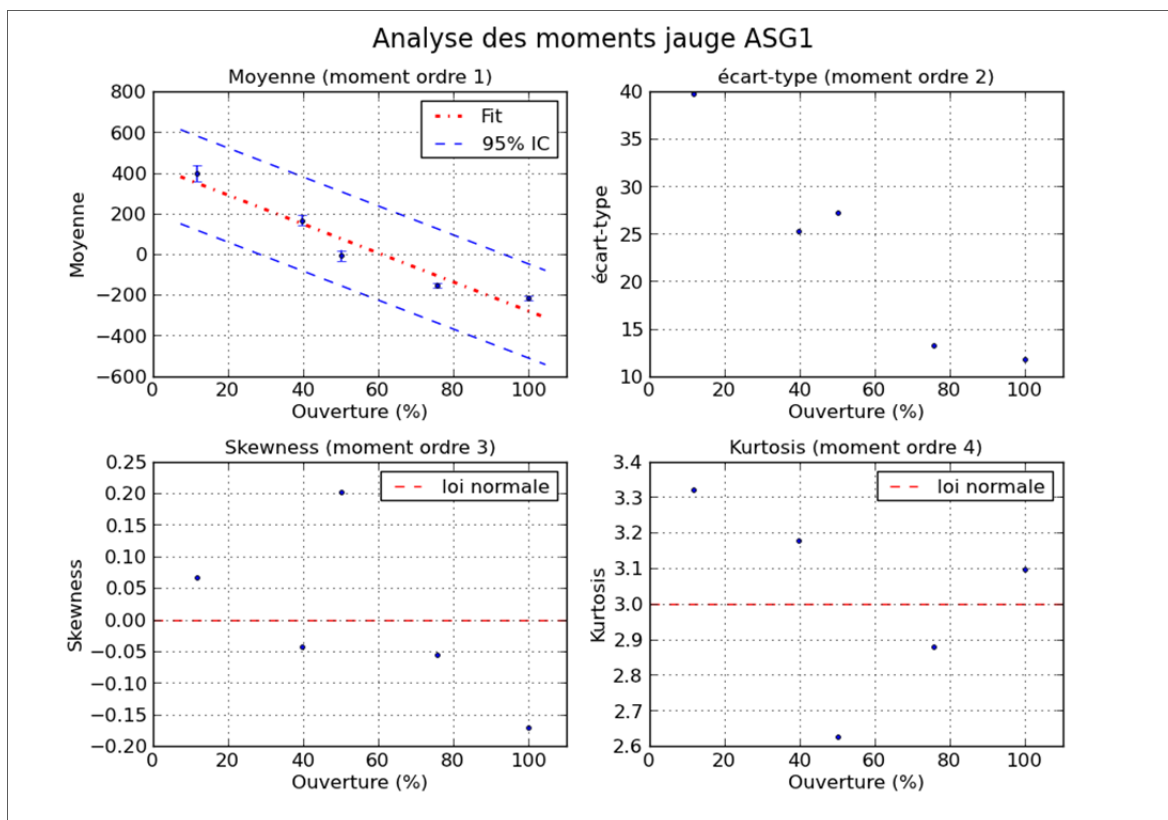 Analyse des moments jauge ASG1
Moyenne (moment ordre 1)
800
600
400
200
0
−200
−400
−600
Moyenne
Fit
95% IC
0 20 40 60 80 100
Ouverture (%)
écart-type (moment ordre 2)
40
35
30
25
20
15
10
écart-type
0 20 40 60 80 100
Ouverture (%)
Skewness (moment ordre 3)
0.25
0.20
0.15
0.10
0.05
0.00
−0.05
−0.10
−0.15
−0.20
Skewness
loi normale
0 20 40 60 80 100
Ouverture (%)
Kurtosis (moment ordre 4)
3.4
3.3
3.2
3.1
3.0
2.9
2.8
2.7
2.6
Kurtosis
loi normale
0 20 40 60 80 100
Ouverture (%)